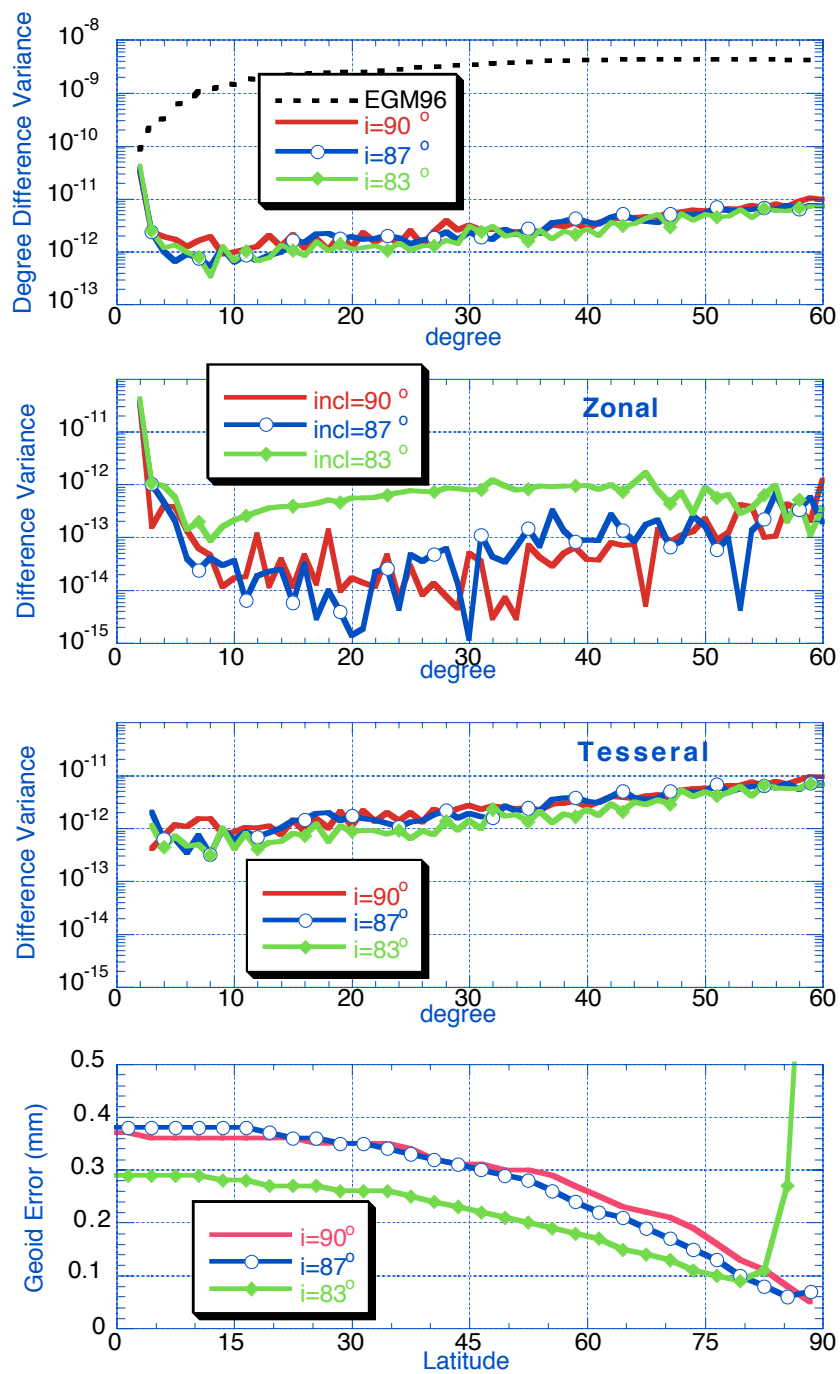 10⁻⁸
10⁻⁹
10⁻¹⁰
10⁻¹¹
10⁻¹²
10⁻¹³
Degree Difference Variance
EGM96
i=90 º
i=87 º
i=83 º
0 10 20 30 40 50 60
degree
10⁻¹¹
10⁻¹²
10⁻¹³
10⁻¹⁴
10⁻¹⁵
Difference Variance
incl=90 º
incl=87 º
incl=83 º
Zonal
0 10 20 30 40 50 60
degree
10⁻¹¹
10⁻¹²
10⁻¹³
10⁻¹⁴
10⁻¹⁵
Difference Variance
Tesseral
i=90º
i=87º
i=83º
0 10 20 30 40 50 60
degree
0.5
0.4
0.3
0.2
0.1
0
Geoid Error (mm)
i=90º
i=87º
i=83º
0 15 30 45 60 75 90
Latitude